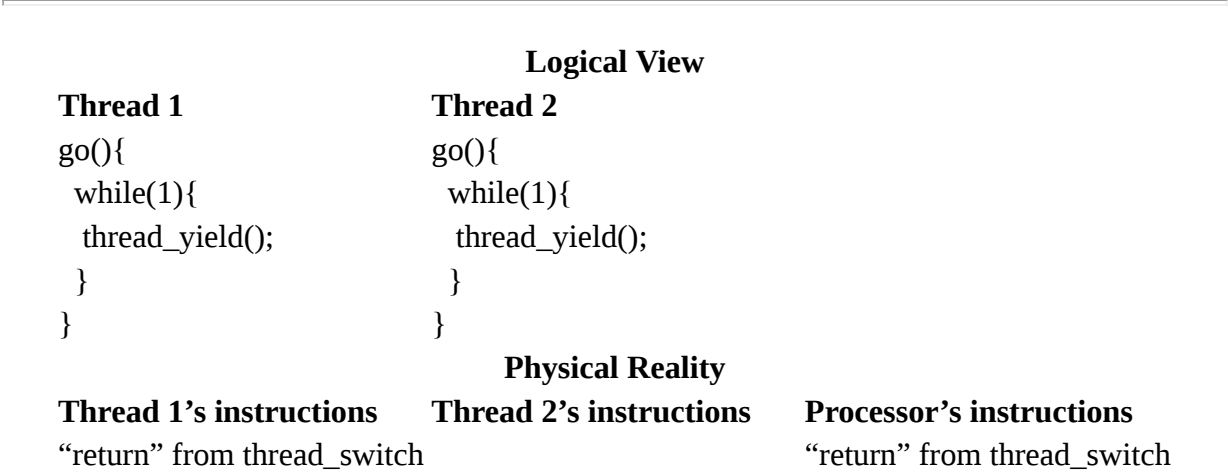 Logical View
Thread 1 Thread 2
go(){ go(){
while(1){ while(1){
thread_yield(); thread_yield();
} }
} }
Physical Reality
Thread 1’s instructions Thread 2’s instructions Processor’s instructions
“return” from thread_switch “return” from thread_switch